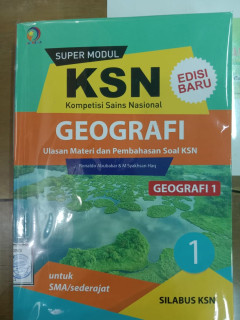 SUPER MODUL
KSN
Kompetisi Sains Nasional
EDISI
BARU
GEOGRAFI
Ulasan Materi dan Pembahasan Soal KSN
GEOGRAFI 1
1
untuk
SMA/sederajat
SILABUS KSN